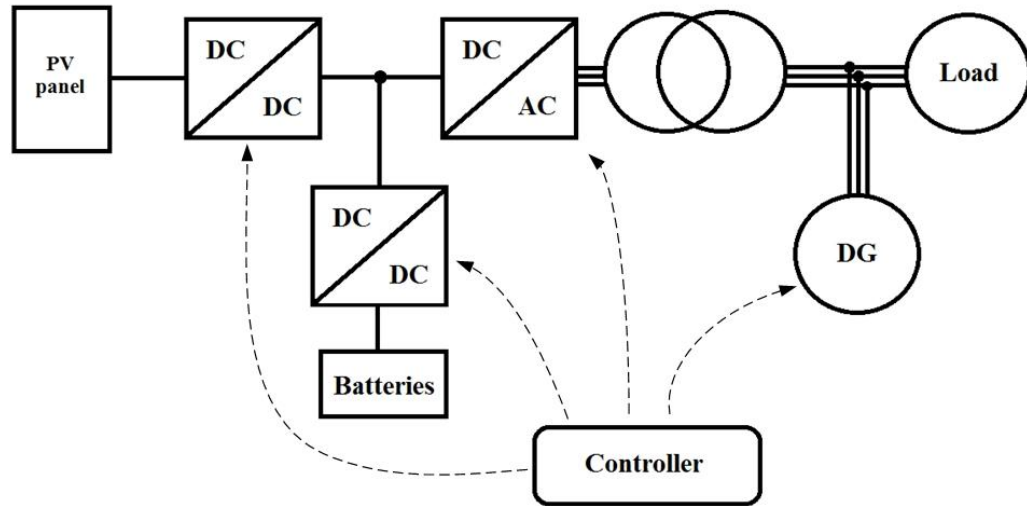 PV
panel
DC
DC
DC
AC
Load
DC
DC
DG
Batteries
Controller